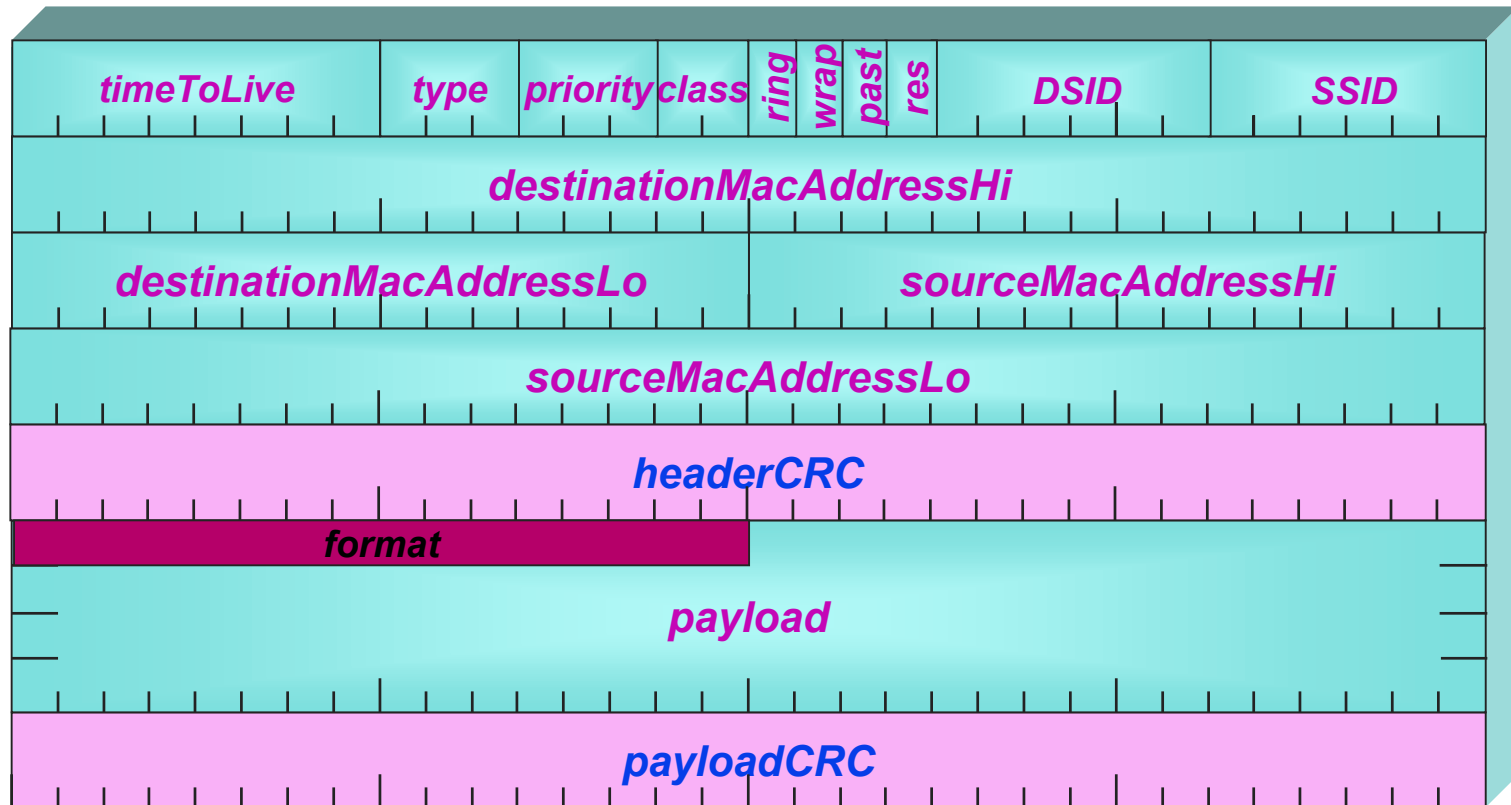 timeToLive type priority class ring wrap past res DSID SSID
destinationMacAddressHi
destinationMacAddressLo sourceMacAddressHi
sourceMacAddressLo
headerCRC
format
payload
payloadCRC